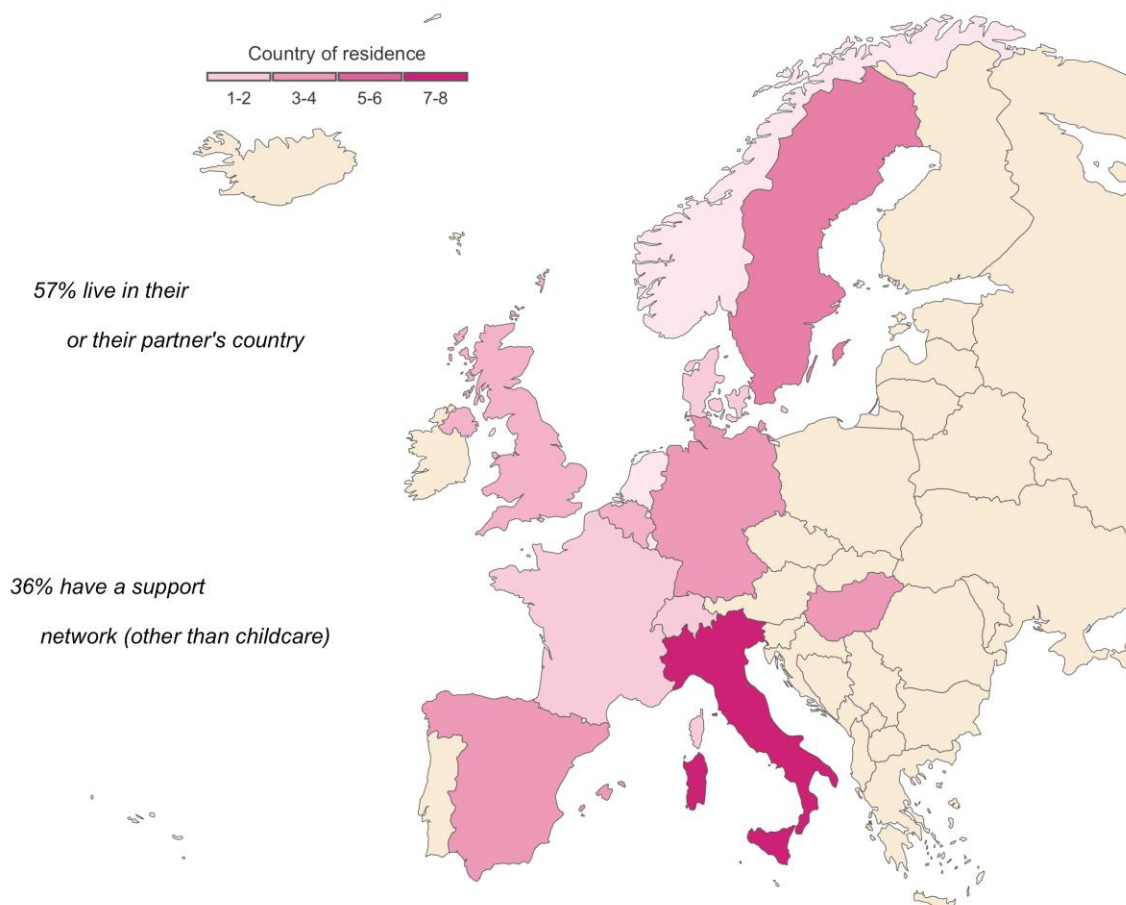 Country of residence
1-2 3-4 5-6 7-8
57% live in their
or their partner's country
36% have a support
network (other than childcare)